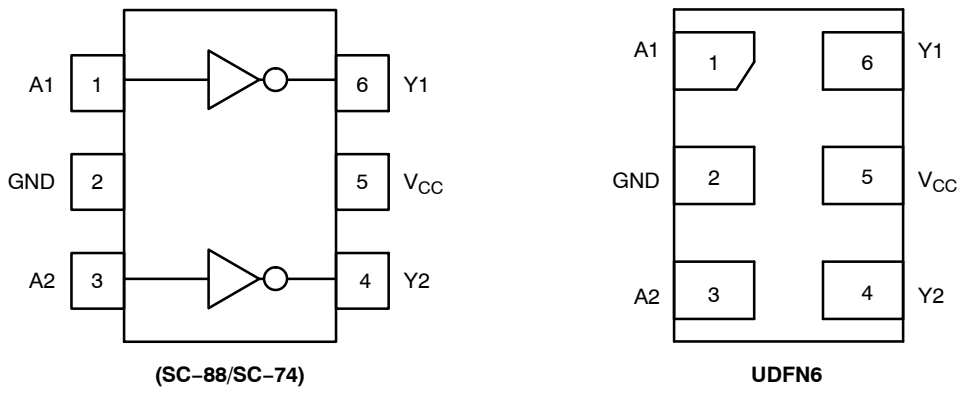 A1 1 6 Y1
GND 2 5 VCC
A2 3 4 Y2
(SC−88/SC−74)
A1 1 6 Y1
GND 2 5 VCC
A2 3 4 Y2
UDFN6